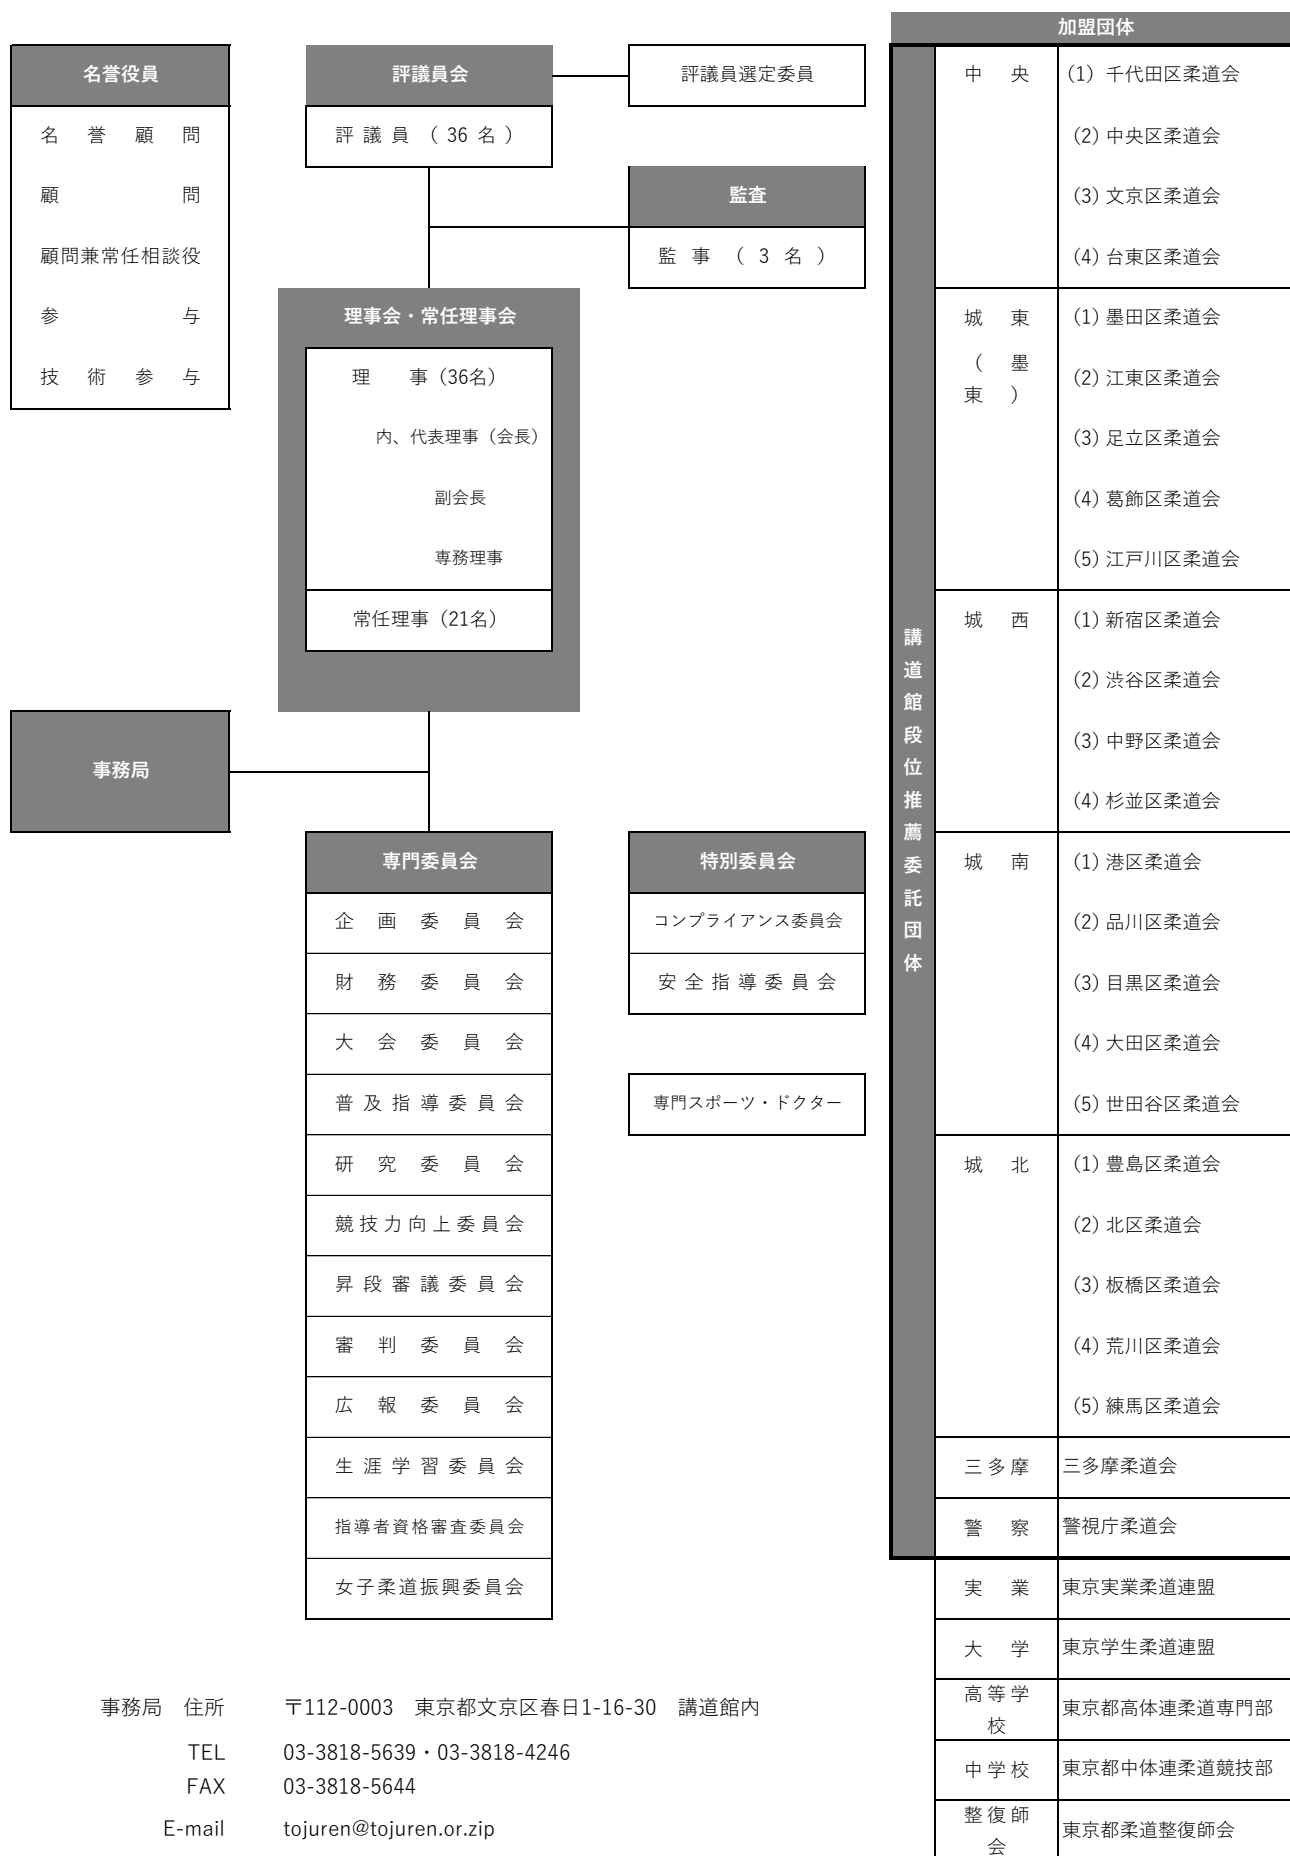 名誉役員
名誉顧問
顧問
顧問兼常任相談役
参与
技術参与
評議員会
評議員（36名）
評議員選定委員
監査
監事（3名）
理事会・常任理事会
理　事（36名）
内、代表理事（会長）
副会長
専務理事
常任理事（21名）
事務局
専門委員会
企画委員会
財務委員会
大会委員会
普及指導委員会
研究委員会
競技力向上委員会
昇段審議委員会
審判委員会
広報委員会
生涯学習委員会
指導者資格審査委員会
女子柔道振興委員会
特別委員会
コンプライアンス委員会
安全指導委員会
専門スポーツ・ドクター
加盟団体
講道館段位推薦委託団体
中央
(1) 千代田区柔道会
(2) 中央区柔道会
(3) 文京区柔道会
(4) 台東区柔道会
城東
（墨
東）
(1) 墨田区柔道会
(2) 江東区柔道会
(3) 足立区柔道会
(4) 葛飾区柔道会
(5) 江戸川区柔道会
城西
(1) 新宿区柔道会
(2) 渋谷区柔道会
(3) 中野区柔道会
(4) 杉並区柔道会
城南
(1) 港区柔道会
(2) 品川区柔道会
(3) 目黒区柔道会
(4) 大田区柔道会
(5) 世田谷区柔道会
城北
(1) 豊島区柔道会
(2) 北区柔道会
(3) 板橋区柔道会
(4) 荒川区柔道会
(5) 練馬区柔道会
三多摩 三多摩柔道会
警察 警視庁柔道会
実業 東京実業柔道連盟
大学 東京学生柔道連盟
高等学
校
東京都高体連柔道専門部
中学校 東京都中体連柔道競技部
整復師
会
東京都柔道整復師会
事務局　住所　〒112-0003　東京都文京区春日1-16-30　講道館内
TEL 03-3818-5639・03-3818-4246
FAX 03-3818-5644
E-mail tojuren@tojuren.or.zip